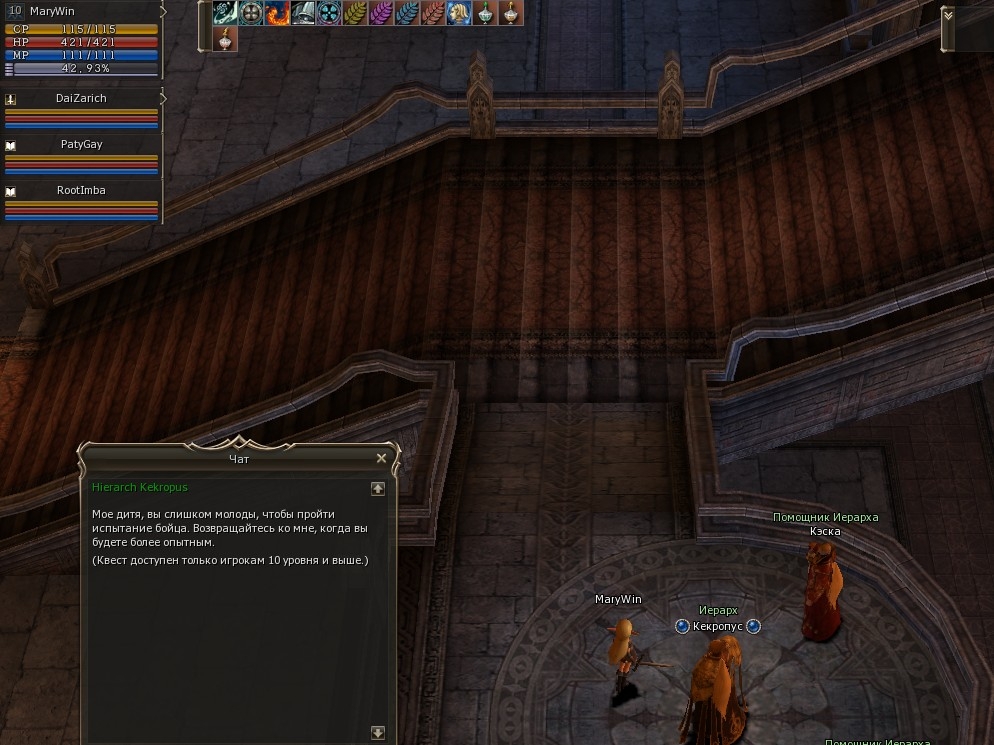 10 MaryWin
CP 115/115
HP 421/421
MP 111/111
42,93%
DaiZarich
PatyGay
RootImba
Чат
Hierarch Kekropus
Мое дитя, вы слишком молоды, чтобы пройти
испытание бойца. Возвращайтесь ко мне, когда вы
будете более опытным.
(Квест доступен только игрокам 10 уровня и выше.)
Помощник Иерарха
Кэска
MaryWin
Иерарх
Кекропус
Помощник Иерарха